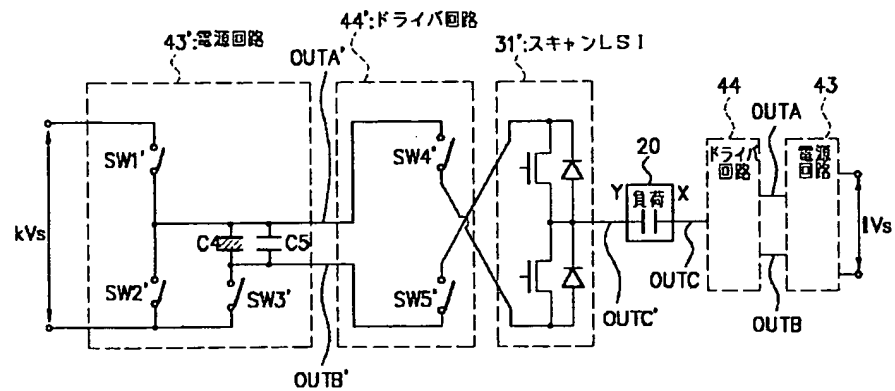 43':電源回路
44':ドライバ回路
31':スキャンLSI
OUTA'
44
OUTA
43
SW1'
SW4'
20
ドライバ
回路
電源
回路
Y
負荷
X
kVs
C4
C5
lVs
SW2'
SW3'
SW5'
OUTC'
OUTC
OUTB
OUTB'